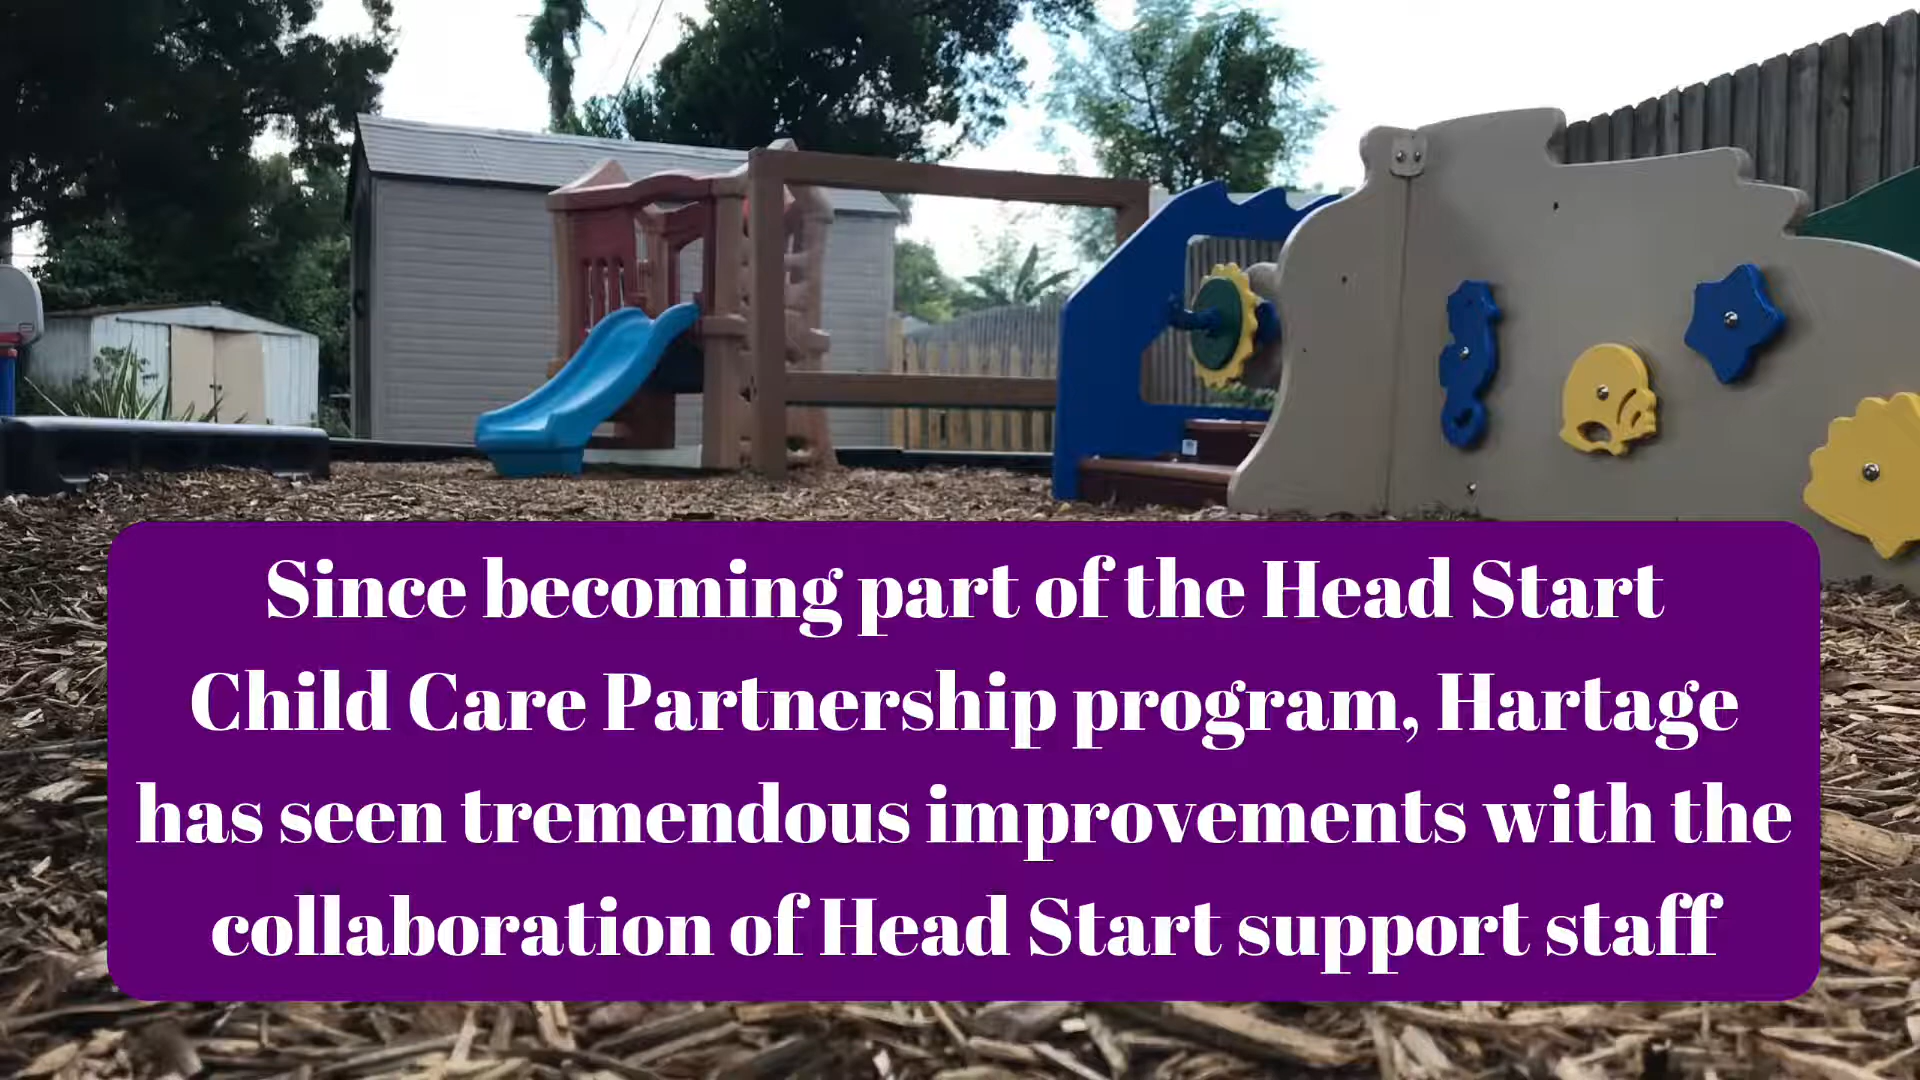 Since becoming part of the Head Start
Child Care Partnership program, Hartage
has seen tremendous improvements with the
collaboration of Head Start support staff